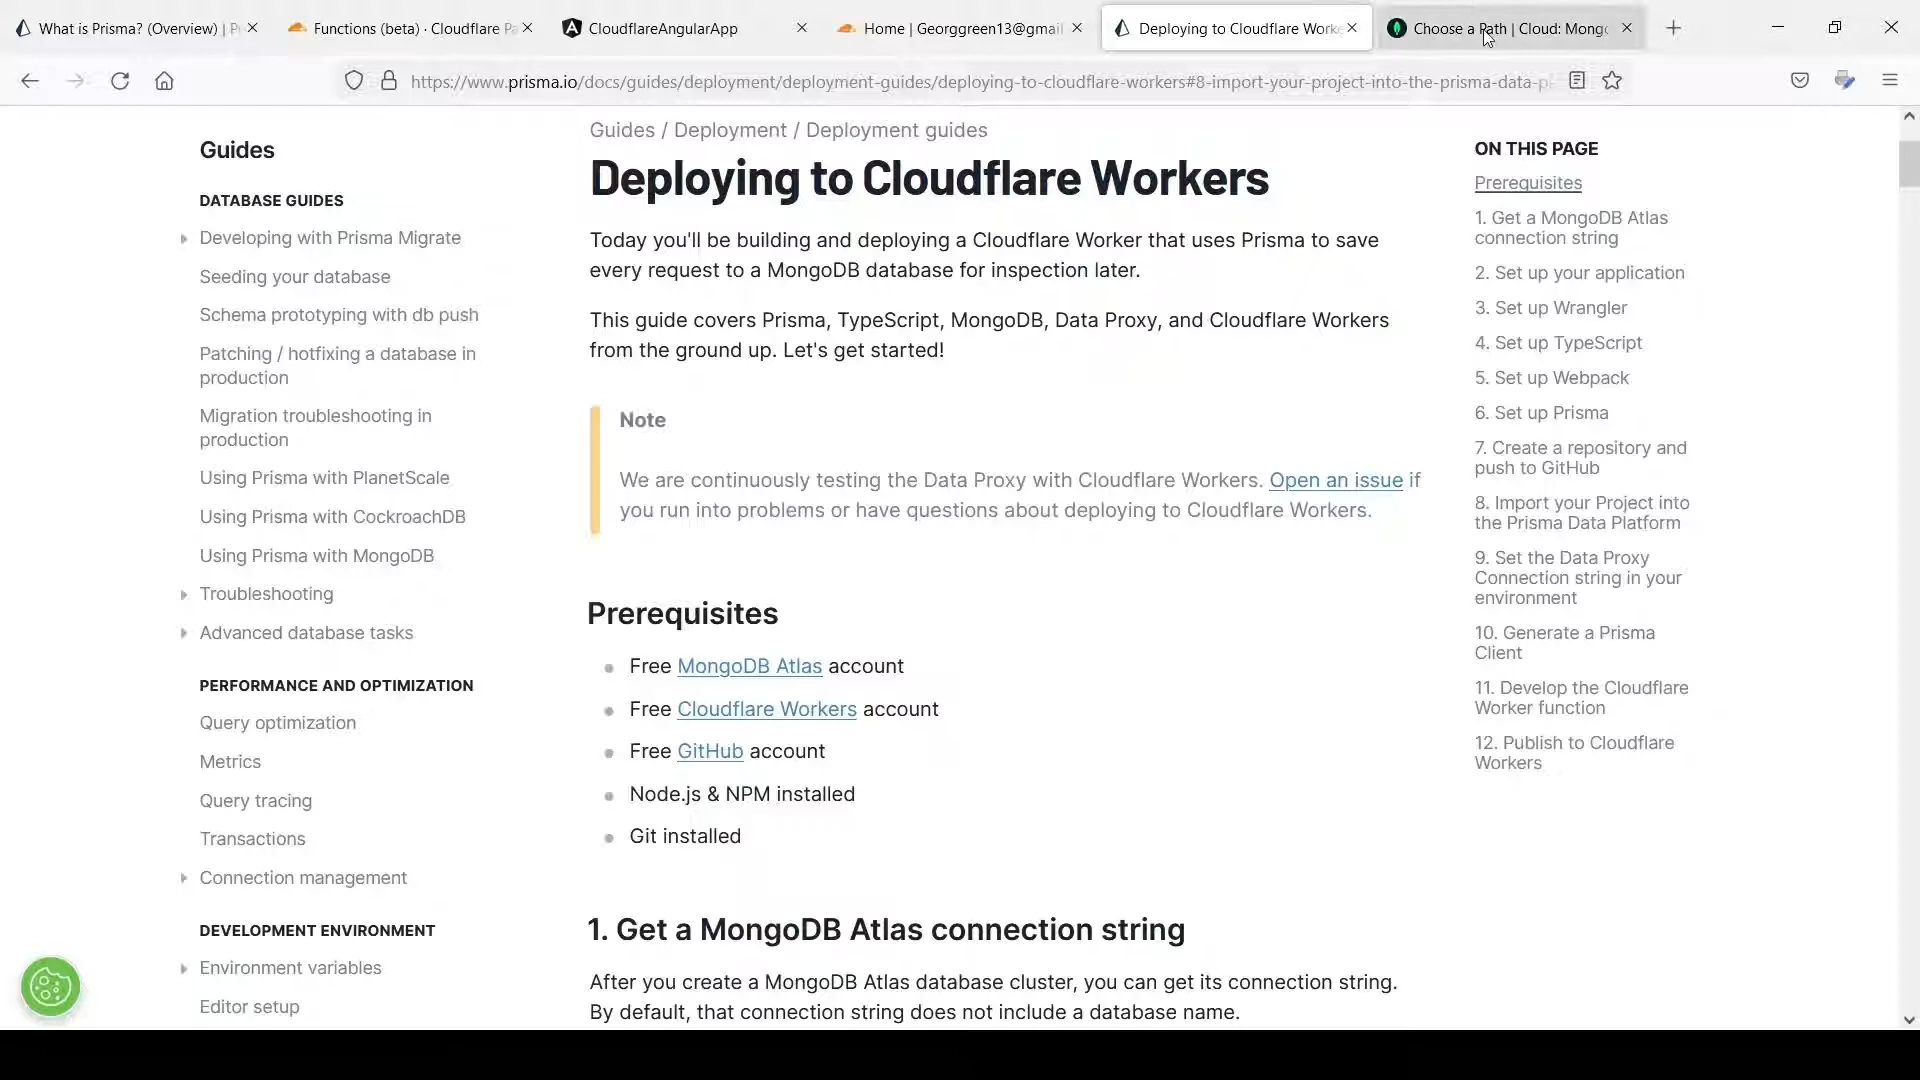 What is Prisma? (Overview) | P
Functions (beta) · Cloudflare Pa
CloudflareAngularApp
Home | Georggreen13@gmail
Deploying to Cloudflare Worke
Choose a Path | Cloud: Mongo
https://www.prisma.io/docs/guides/deployment/deployment-guides/deploying-to-cloudflare-workers#8-import-your-project-into-the-prisma-data-p
Guides
DATABASE GUIDES
Developing with Prisma Migrate
Seeding your database
Schema prototyping with db push
Patching / hotfixing a database in
production
Migration troubleshooting in
production
Using Prisma with PlanetScale
Using Prisma with CockroachDB
Using Prisma with MongoDB
Troubleshooting
Advanced database tasks
PERFORMANCE AND OPTIMIZATION
Query optimization
Metrics
Query tracing
Transactions
Connection management
DEVELOPMENT ENVIRONMENT
Environment variables
Editor setup
Guides / Deployment / Deployment guides
Deploying to Cloudflare Workers
Today you'll be building and deploying a Cloudflare Worker that uses Prisma to save
every request to a MongoDB database for inspection later.
This guide covers Prisma, TypeScript, MongoDB, Data Proxy, and Cloudflare Workers
from the ground up. Let's get started!
Note
We are continuously testing the Data Proxy with Cloudflare Workers. Open an issue if
you run into problems or have questions about deploying to Cloudflare Workers.
Prerequisites
Free MongoDB Atlas account
Free Cloudflare Workers account
Free GitHub account
Node.js & NPM installed
Git installed
1. Get a MongoDB Atlas connection string
After you create a MongoDB Atlas database cluster, you can get its connection string.
By default, that connection string does not include a database name.
ON THIS PAGE
Prerequisites
1. Get a MongoDB Atlas
connection string
2. Set up your application
3. Set up Wrangler
4. Set up TypeScript
5. Set up Webpack
6. Set up Prisma
7. Create a repository and
push to GitHub
8. Import your Project into
the Prisma Data Platform
9. Set the Data Proxy
Connection string in your
environment
10. Generate a Prisma
Client
11. Develop the Cloudflare
Worker function
12. Publish to Cloudflare
Workers